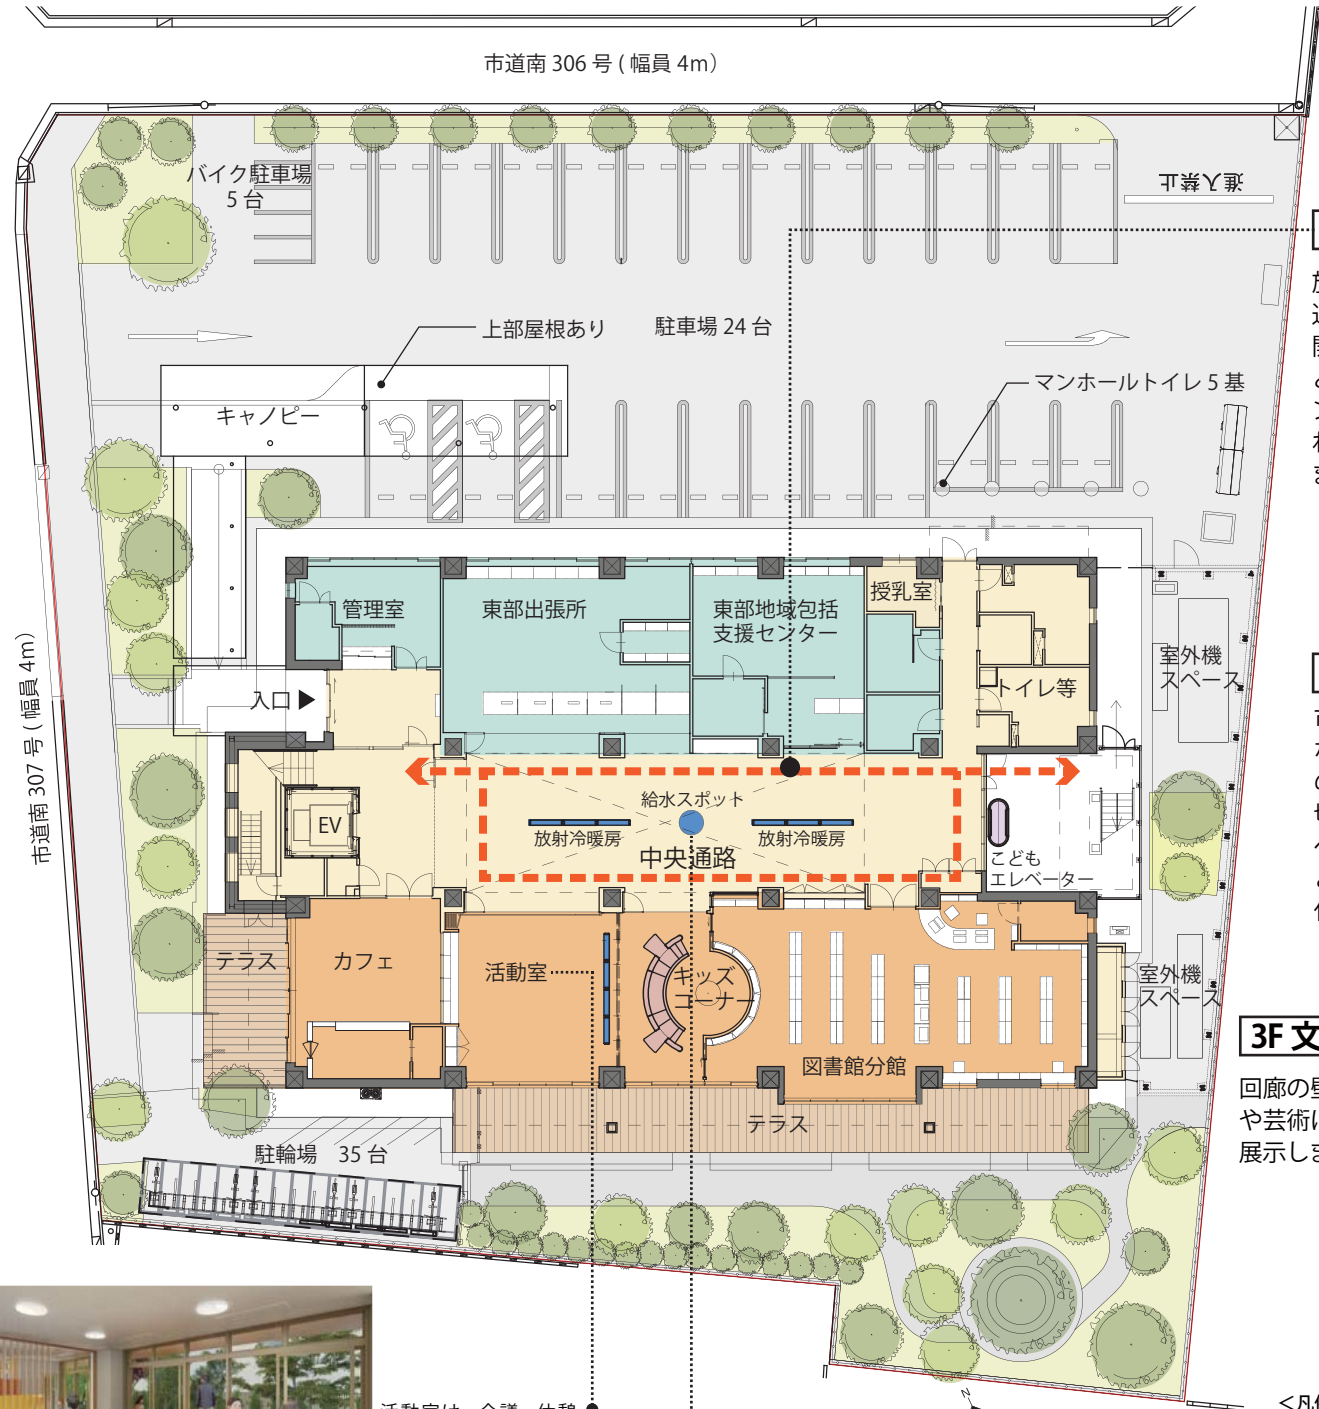 市道南 306 号 ( 幅員 4m）
バイク駐車場
5 台
進入禁止
上部屋根あり
駐車場 24 台
キャノピー
マンホールトイレ 5 基
市道南 307 号 ( 幅員 4m）
管理室
東部出張所
東部地域包括
支援センター
授乳室
トイレ等
室外機
スペース
入口 ▶
EV
給水スポット
放射冷暖房
放射冷暖房
中央通路
こども
エレベーター
テラス
カフェ
活動室
キッズ
コーナー
図書館分館
室外機
スペース
テラス
駐輪場 35 台
3F 文
回廊の壁
や芸術に
展示しま
N